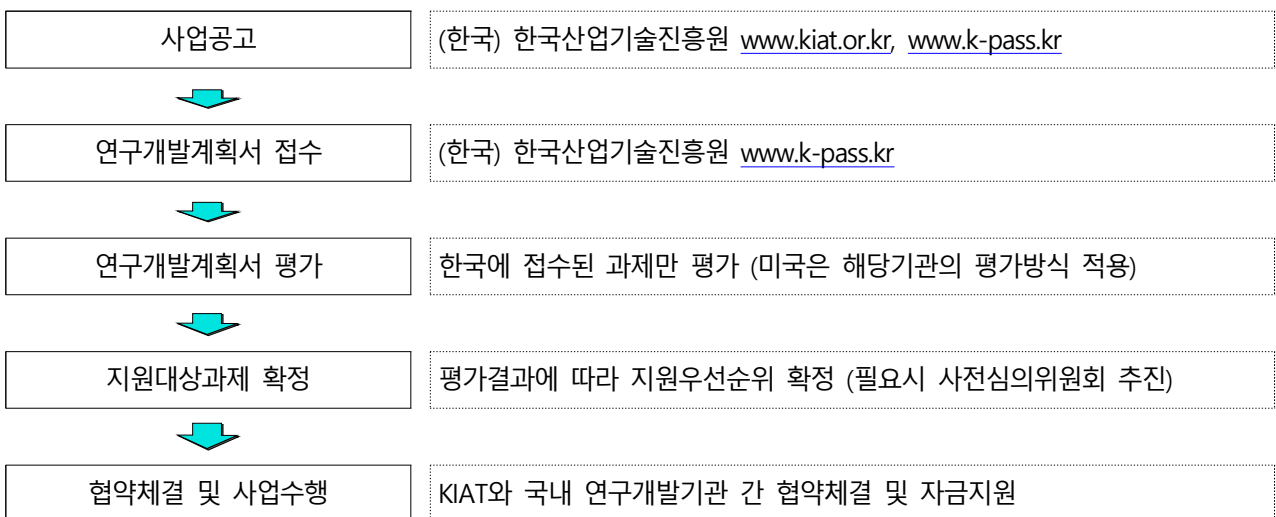 사업공고
(한국) 한국산업기술진흥원 www.kiat.or.kr, www.k-pass.kr
연구개발계획서 접수
(한국) 한국산업기술진흥원 www.k-pass.kr
연구개발계획서 평가
한국에 접수된 과제만 평가 (미국은 해당기관의 평가방식 적용)
지원대상과제 확정
평가결과에 따라 지원우선순위 확정 (필요시 사전심의위원회 추진)
협약체결 및 사업수행
KIAT와 국내 연구개발기관 간 협약체결 및 자금지원